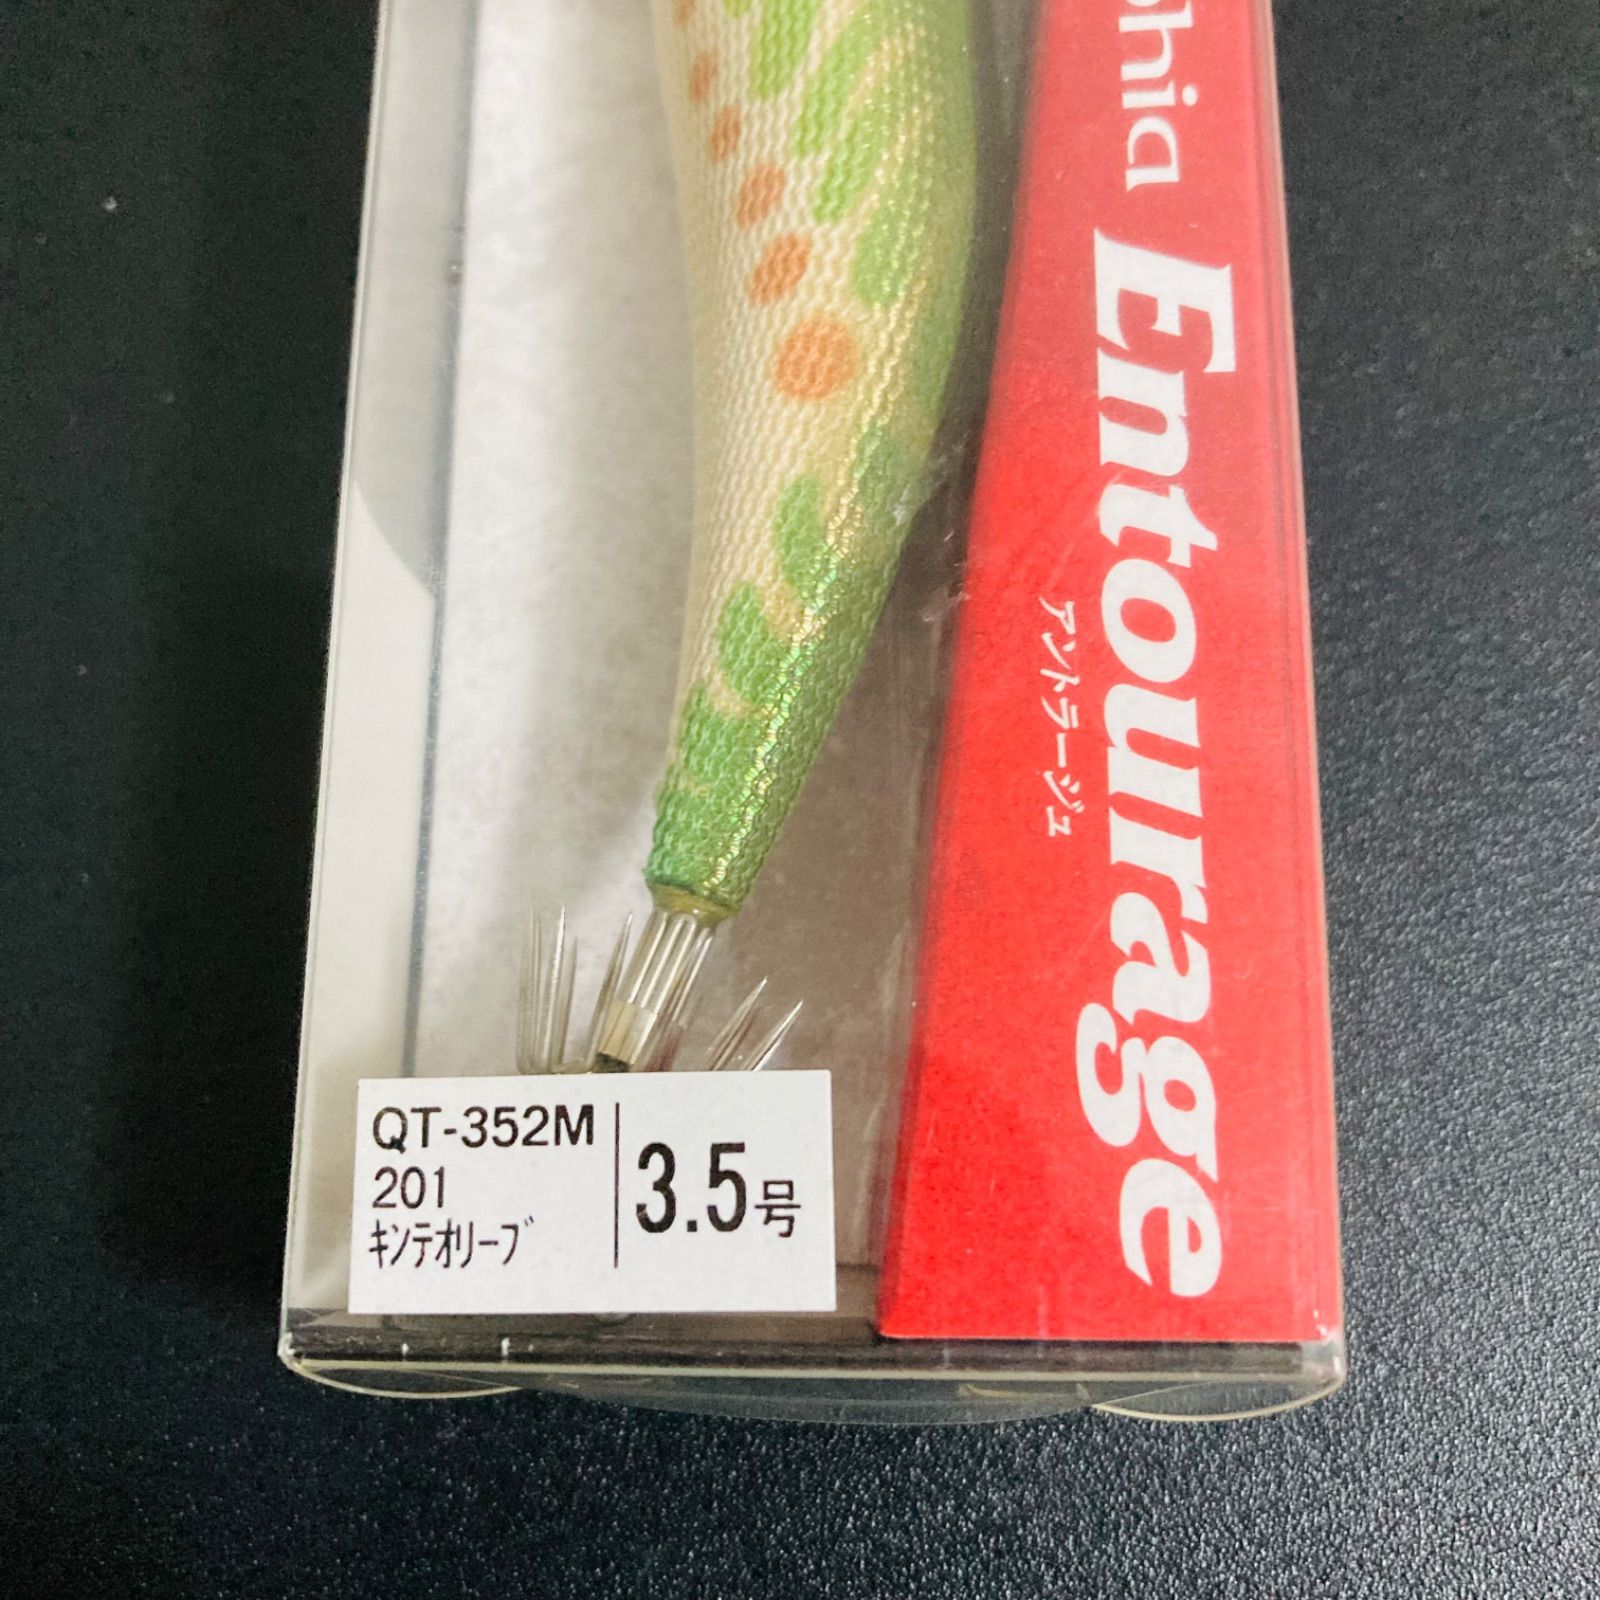 phia Entourage
アントラージュ
QT-352M
201
ｷﾝﾃｵﾘｰﾌﾞ
3.5号